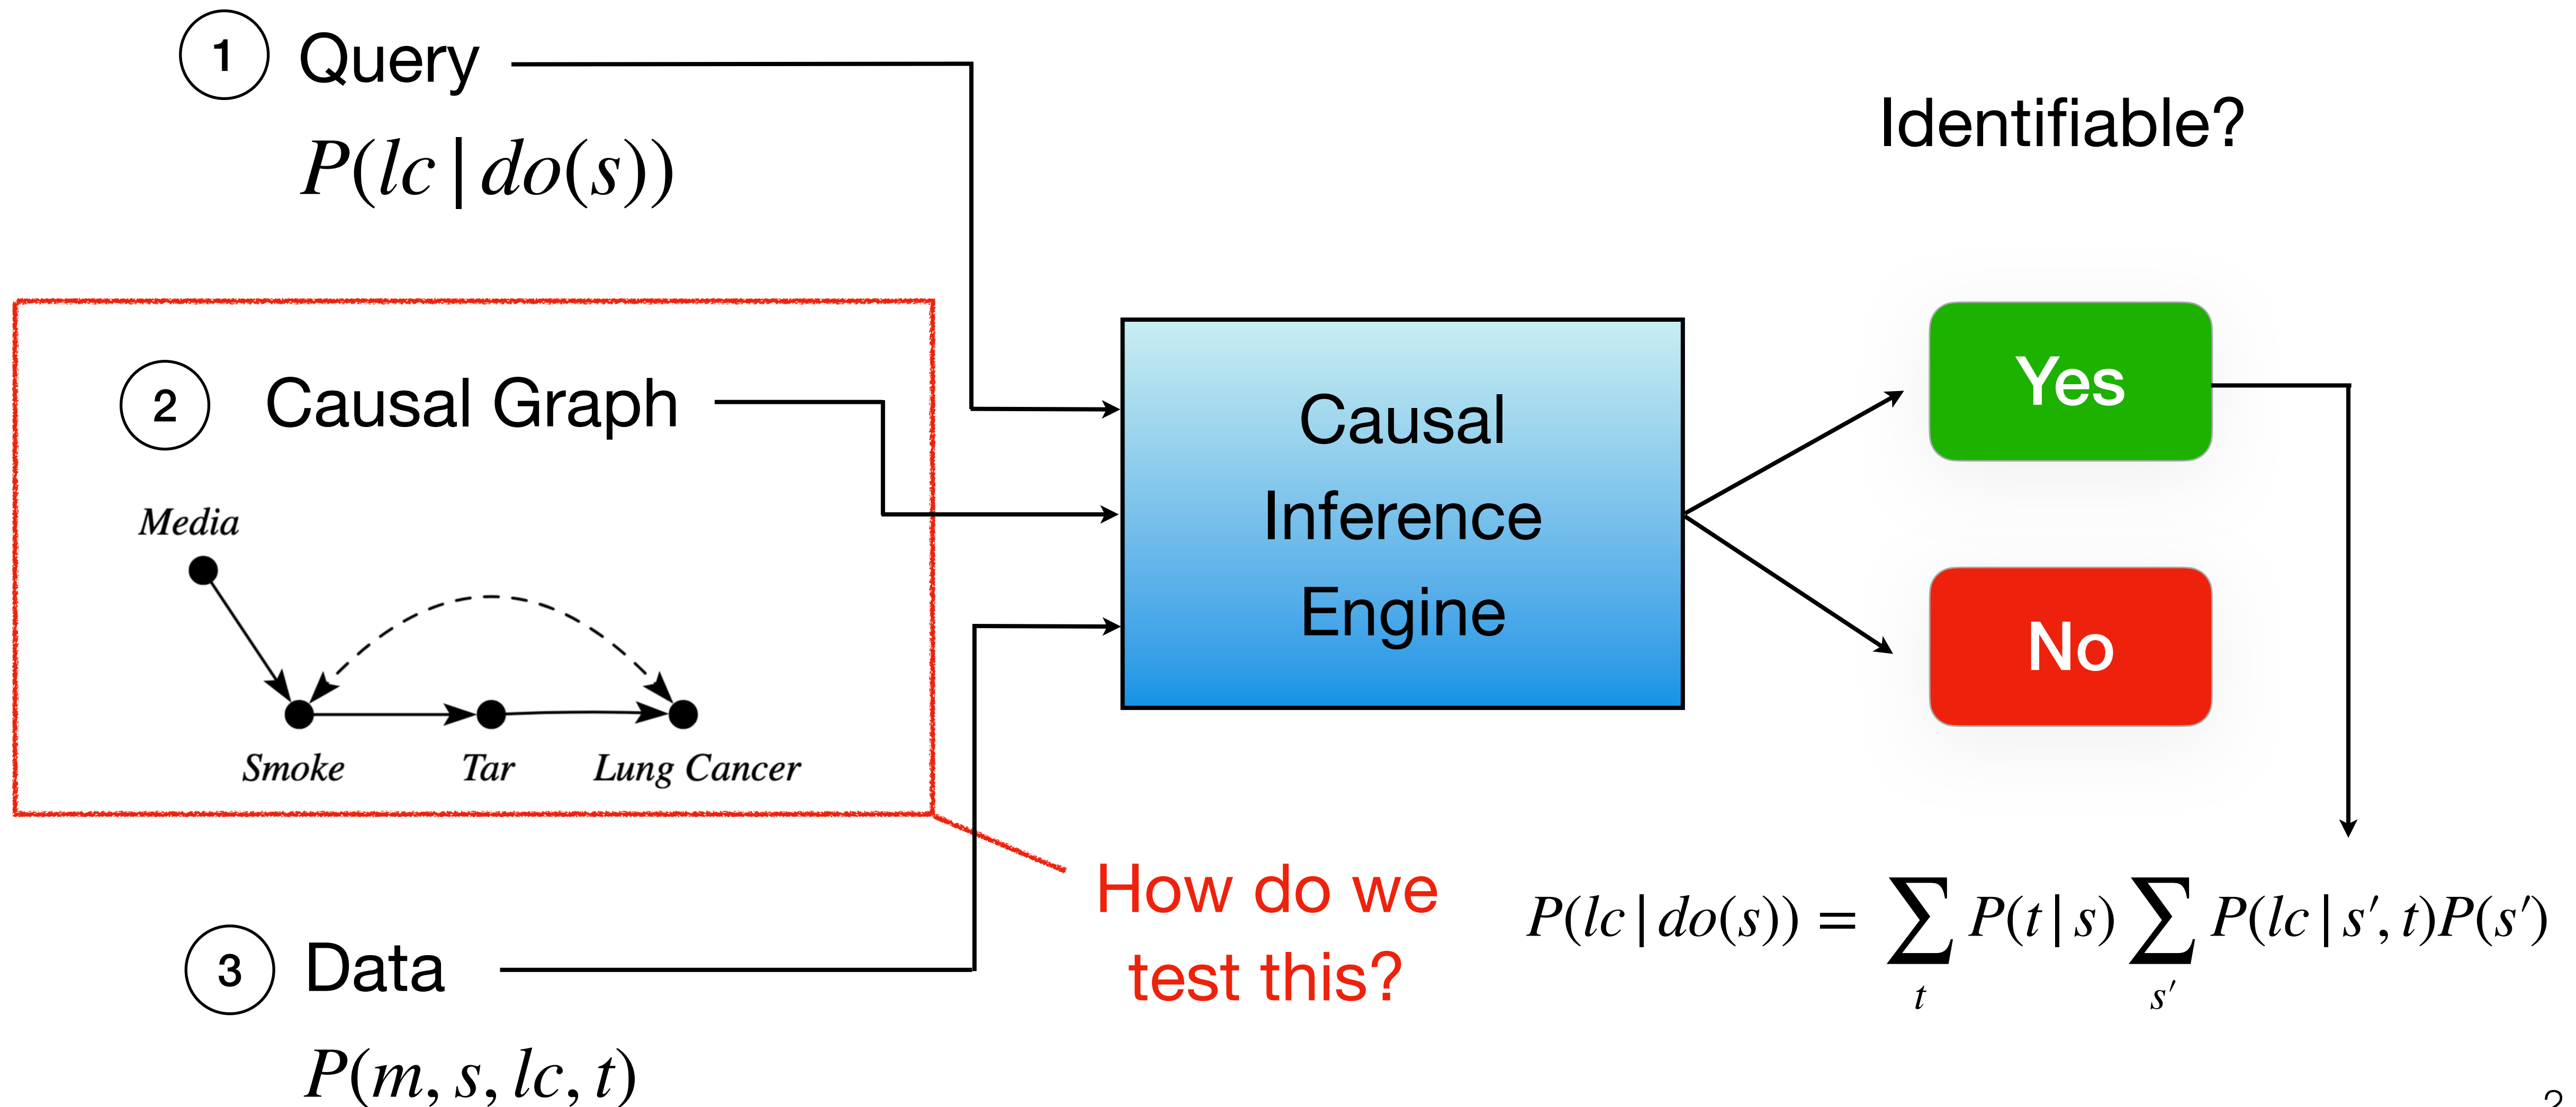 1 Query
P(lc | do(s))
Identifiable?
2 Causal Graph
Media
Smoke Tar Lung Cancer
3 Data
P(m, s, lc, t)
Causal
Inference
Engine
How do we
test this?
Yes
No
P(lc | do(s)) = ∑ₜ P(t | s) ∑ₛ′ P(lc | s′, t)P(s′)
2